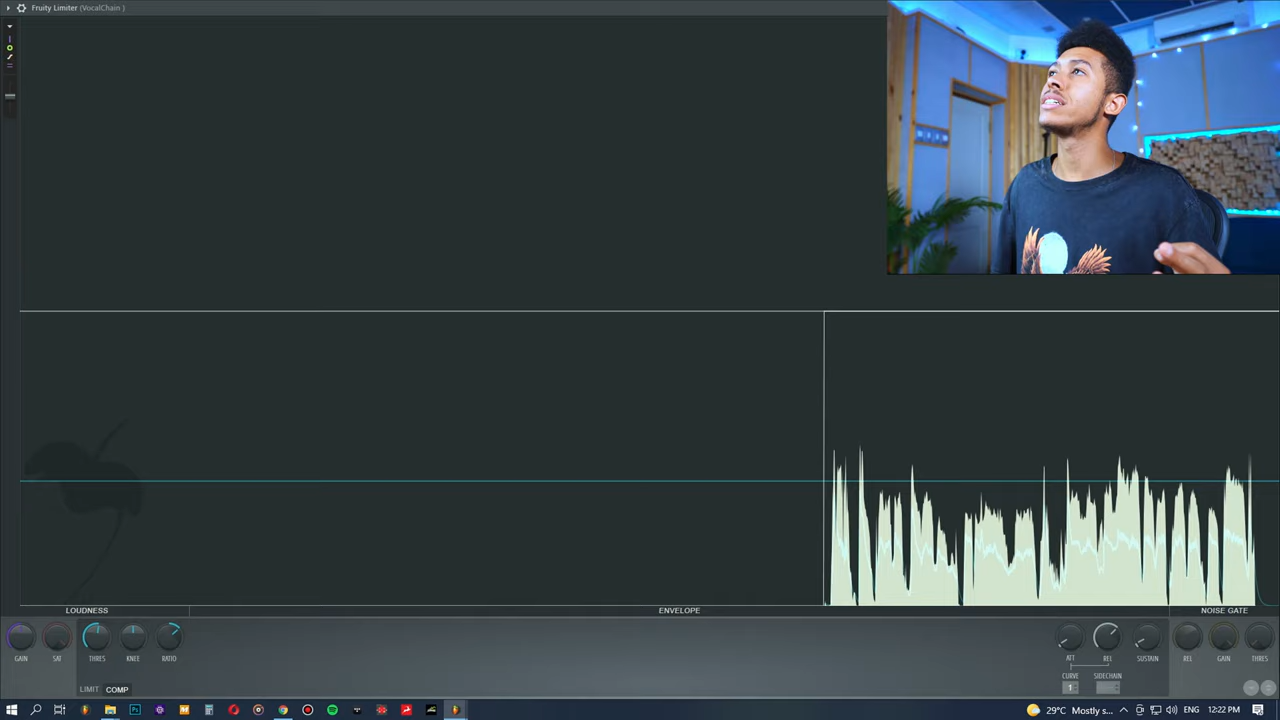 Fruity Limiter (VocalChain )
LOUDNESS
ENVELOPE
NOISE GATE
GAIN
SAT
THRES
KNEE
RATIO
ATT
REL
SUSTAIN
REL
GAIN
THRES
CURVE
SIDECHAIN
1
LIMIT
COMP
29°C Mostly s...
ENG
12:22 PM